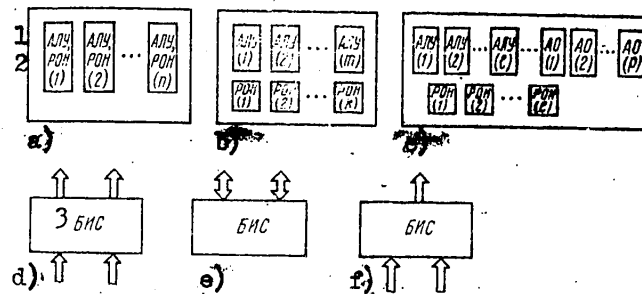 1 АЛУ, АЛУ, ... АЛУ,
2 РОН РОН РОН
(1) (2) (n)
a)
АЛУ АЛУ ... АЛУ
(1) (2) (m)
РОН РОН ... РОН
(1) (2) (к)
b)
АЛУ АЛУ ... АЛУ АО АО ... АО
(1) (2) (e) (1) (2) (p)
РОН РОН ... РОН
(1) (2) (e)
c)
3 БИС
d)
БИС
e)
БИС
f)